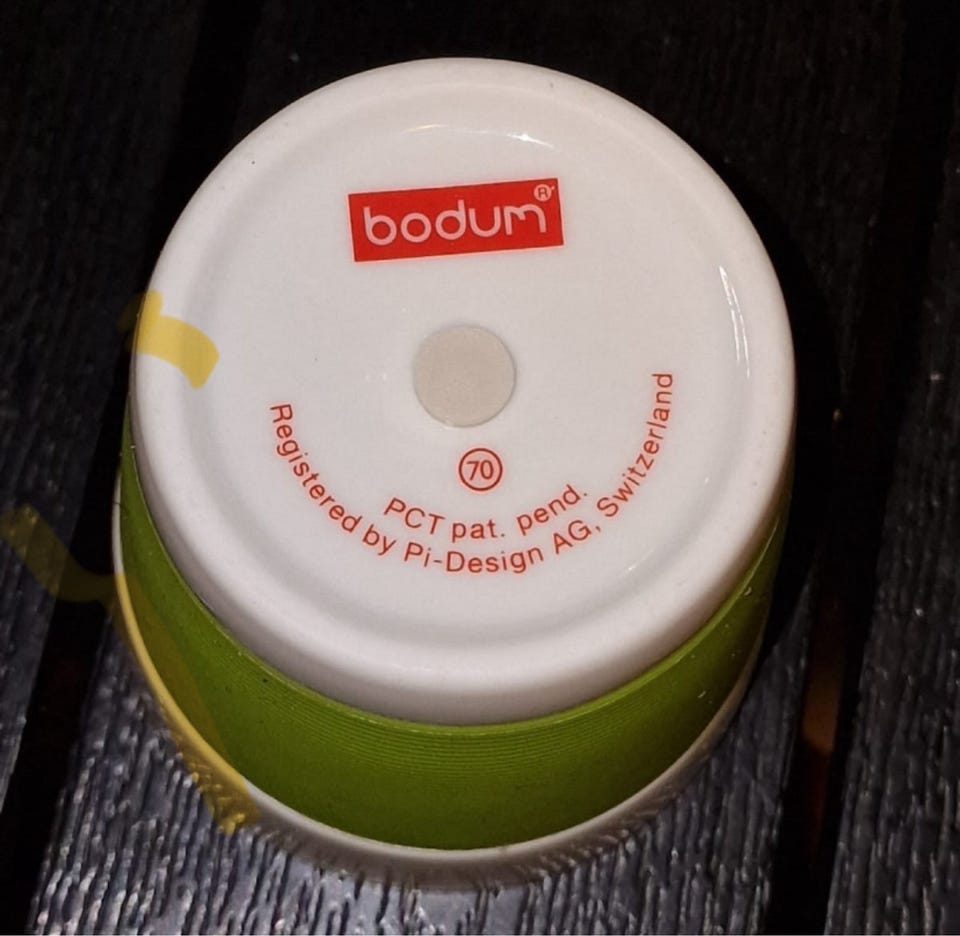 bodum®
70
PCT pat. pend.
Registered by Pi-Design AG, Switzerland